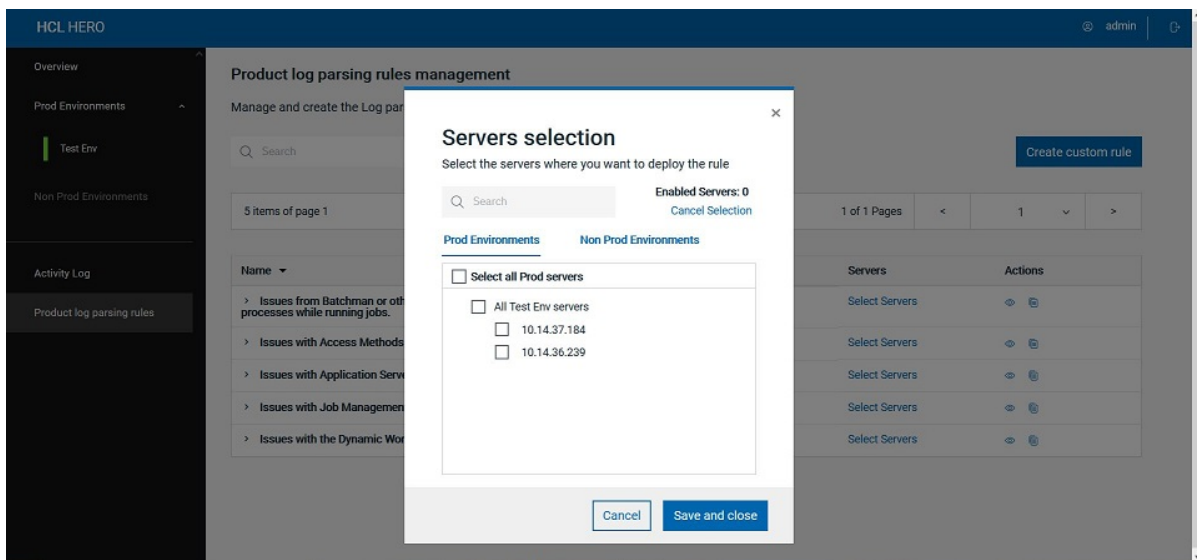 HCL HERO
admin
Overview
Prod Environments
Test Env
Non Prod Environments
Activity Log
Product log parsing rules
Product log parsing rules management
Manage and create the Log par
Search
Create custom rule
5 items of page 1
1 of 1 Pages < 1 >
Name Servers Actions
> Issues from Batchman or oth
processes while running jobs.
Select Servers
> Issues with Access Methods
Select Servers
> Issues with Application Serve
Select Servers
> Issues with Job Managemen
Select Servers
> Issues with the Dynamic Wor
Select Servers
×
Servers selection
Select the servers where you want to deploy the rule
Search
Enabled Servers: 0
Cancel Selection
Prod Environments Non Prod Environments
Select all Prod servers
All Test Env servers
10.14.37.184
10.14.36.239
Cancel Save and close